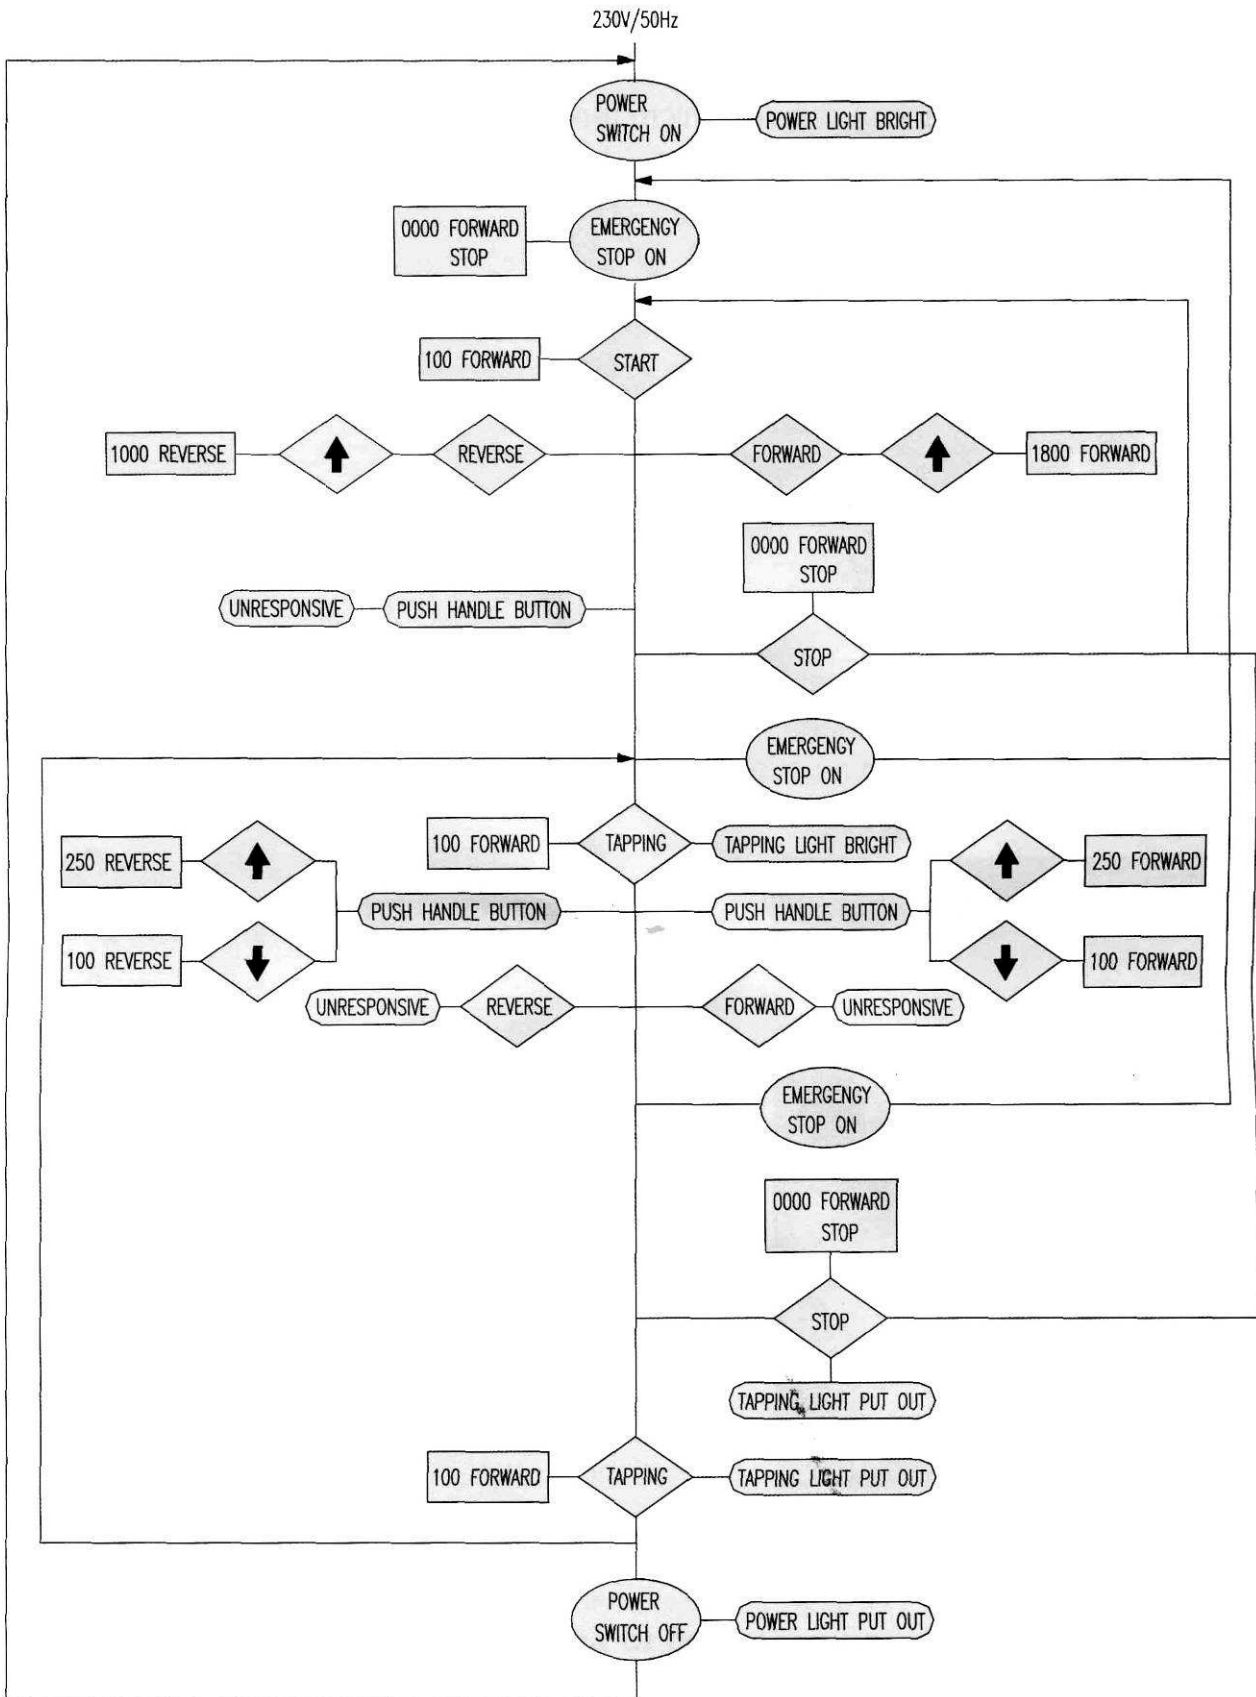 230V/50Hz
POWER
SWITCH ON
POWER LIGHT BRIGHT
0000 FORWARD
STOP
EMERGENCY
STOP ON
100 FORWARD
START
1000 REVERSE
REVERSE
FORWARD
1800 FORWARD
0000 FORWARD
STOP
UNRESPONSIVE
PUSH HANDLE BUTTON
STOP
EMERGENCY
STOP ON
100 FORWARD
TAPPING
TAPPING LIGHT BRIGHT
250 REVERSE
250 FORWARD
PUSH HANDLE BUTTON
PUSH HANDLE BUTTON
100 REVERSE
100 FORWARD
UNRESPONSIVE
REVERSE
FORWARD
UNRESPONSIVE
EMERGENGY
STOP ON
0000 FORWARD
STOP
STOP
TAPPING LIGHT PUT OUT
100 FORWARD
TAPPING
TAPPING LIGHT PUT OUT
POWER
SWITCH OFF
POWER LIGHT PUT OUT